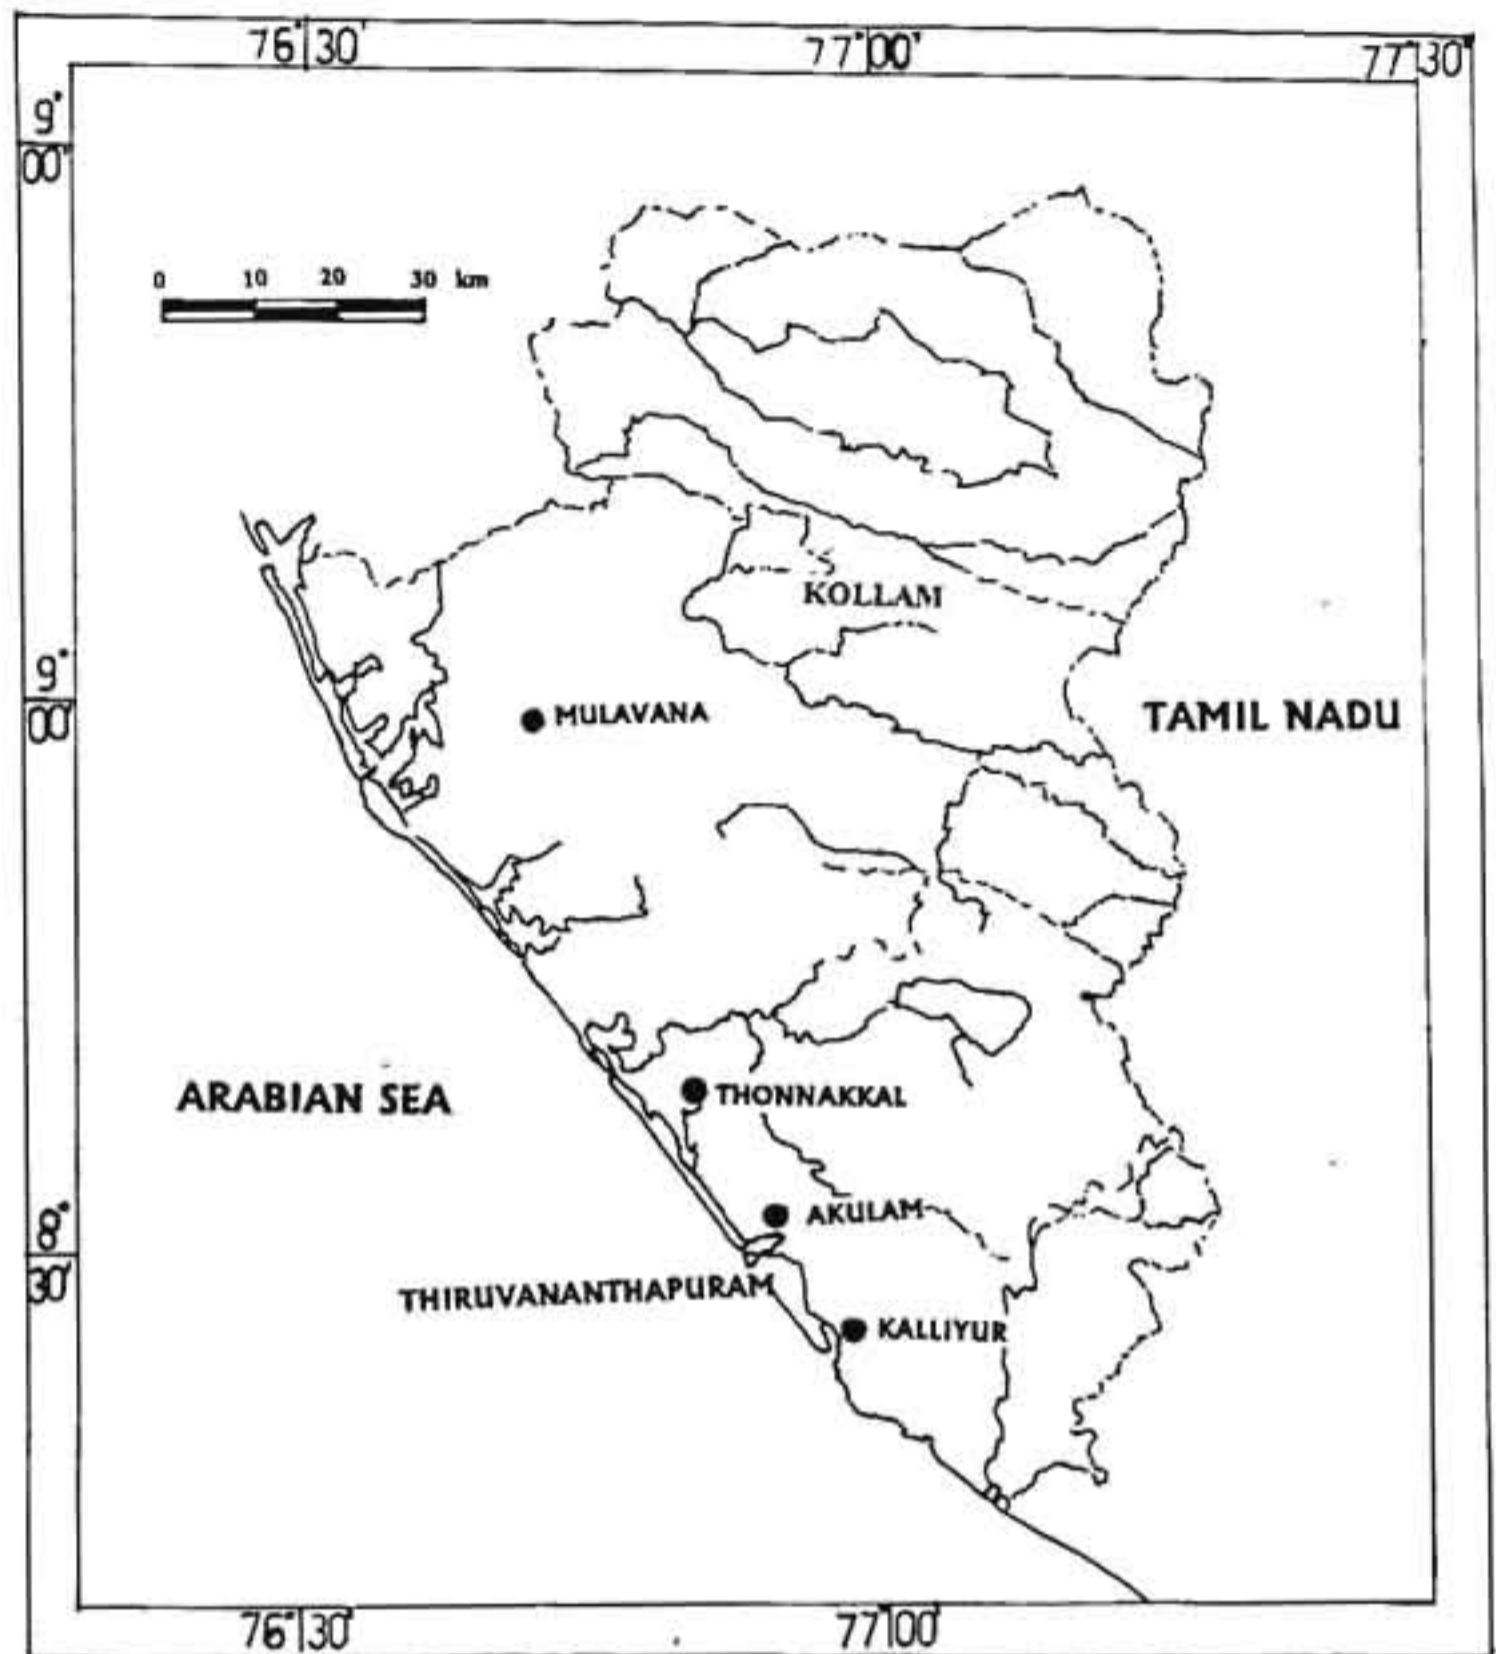 76°30' 77°00' 77°30'
9°
00'
0 10 20 30 km
KOLLAM
9°
00'
MULAVANA
TAMIL NADU
ARABIAN SEA
THONNAKKAL
8°
30'
AKULAM
THIRUVANANTHAPURAM
KALLIYUR
76°30' 77°00'